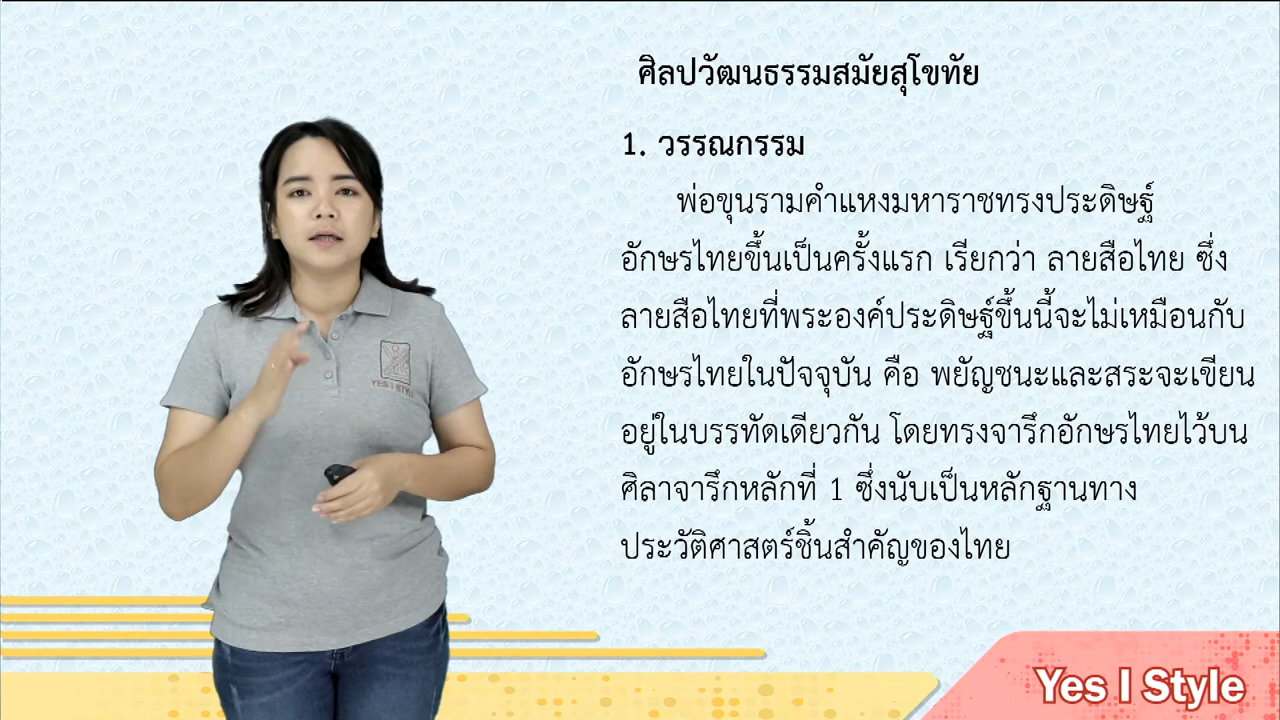 ศิลปวัฒนธรรมสมัยสุโขทัย
1. วรรณกรรม
พ่อขุนรามคำแหงมหาราชทรงประดิษฐ์
อักษรไทยขึ้นเป็นครั้งแรก เรียกว่า ลายสือไทย ซึ่ง
ลายสือไทยที่พระองค์ประดิษฐ์ขึ้นนี้จะไม่เหมือนกับ
อักษรไทยในปัจจุบัน คือ พยัญชนะและสระจะเขียน
อยู่ในบรรทัดเดียวกัน โดยทรงจารึกอักษรไทยไว้บน
ศิลาจารึกหลักที่ 1 ซึ่งนับเป็นหลักฐานทาง
ประวัติศาสตร์ชิ้นสำคัญของไทย
YES I STYLE
Yes I Style